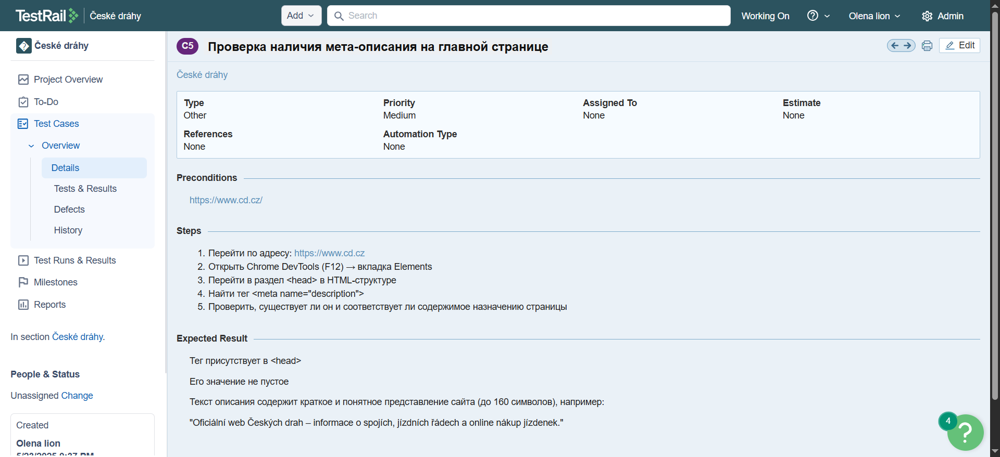 TestRail
České dráhy
Add
Search
Working On
Olena lion
Admin
České dráhy
Project Overview
To-Do
Test Cases
Overview
Details
Tests & Results
Defects
History
Test Runs & Results
Milestones
Reports
In section České dráhy.
People & Status
Unassigned Change
Created
Olena lion
5/23/2025 9:37 PM
C5
Проверка наличия мета-описания на главной странице
Edit
České dráhy
Type
Other
Priority
Medium
Assigned To
None
Estimate
None
References
None
Automation Type
None
Preconditions
https://www.cd.cz/
Steps
1. Перейти по адресу: https://www.cd.cz
2. Открыть Chrome DevTools (F12) → вкладка Elements
3. Перейти в раздел <head> в HTML-структуре
4. Найти тег <meta name="description">
5. Проверить, существует ли он и соответствует ли содержимое назначению страницы
Expected Result
Тег присутствует в <head>
Его значение не пустое
Текст описания содержит краткое и понятное представление сайта (до 160 символов), например:
"Oficiální web Českých drah – informace o spojích, jízdních řádech a online nákup jízdenek."
4